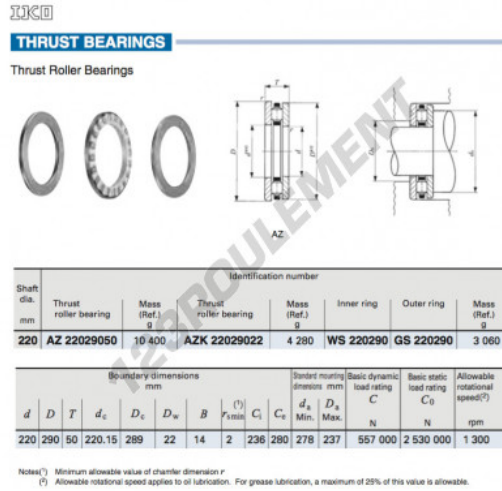 IKO
THRUST BEARINGS
Thrust Roller Bearings
T
r
D
d
d
D
Da
da
AZ
123ROULEMENT
Identification number
Shaft dia. mm Thrust roller bearing Mass (Ref.) g Thrust roller bearing Mass (Ref.) g Inner ring Outer ring Mass (Ref.) g
220 AZ 22029050 10 400 AZK 22029022 4 280 WS 220290 GS 220290 3 060
Boundary dimensions mm Standard mounting dimensions mm Basic dynamic load rating C N Basic static load rating C0 N Allowable rotational speed(2) rpm
d D T dc Dc Dw B rs min (1) Ci Ce da Min. Da Max.
220 290 50 220.15 289 22 14 2 236 280 278 237 557 000 2 530 000 1 300
Notes(1) Minimum allowable value of chamfer dimension r
(2) Allowable rotational speed applies to oil lubrication. For grease lubrication, a maximum of 25% of this value is allowable.